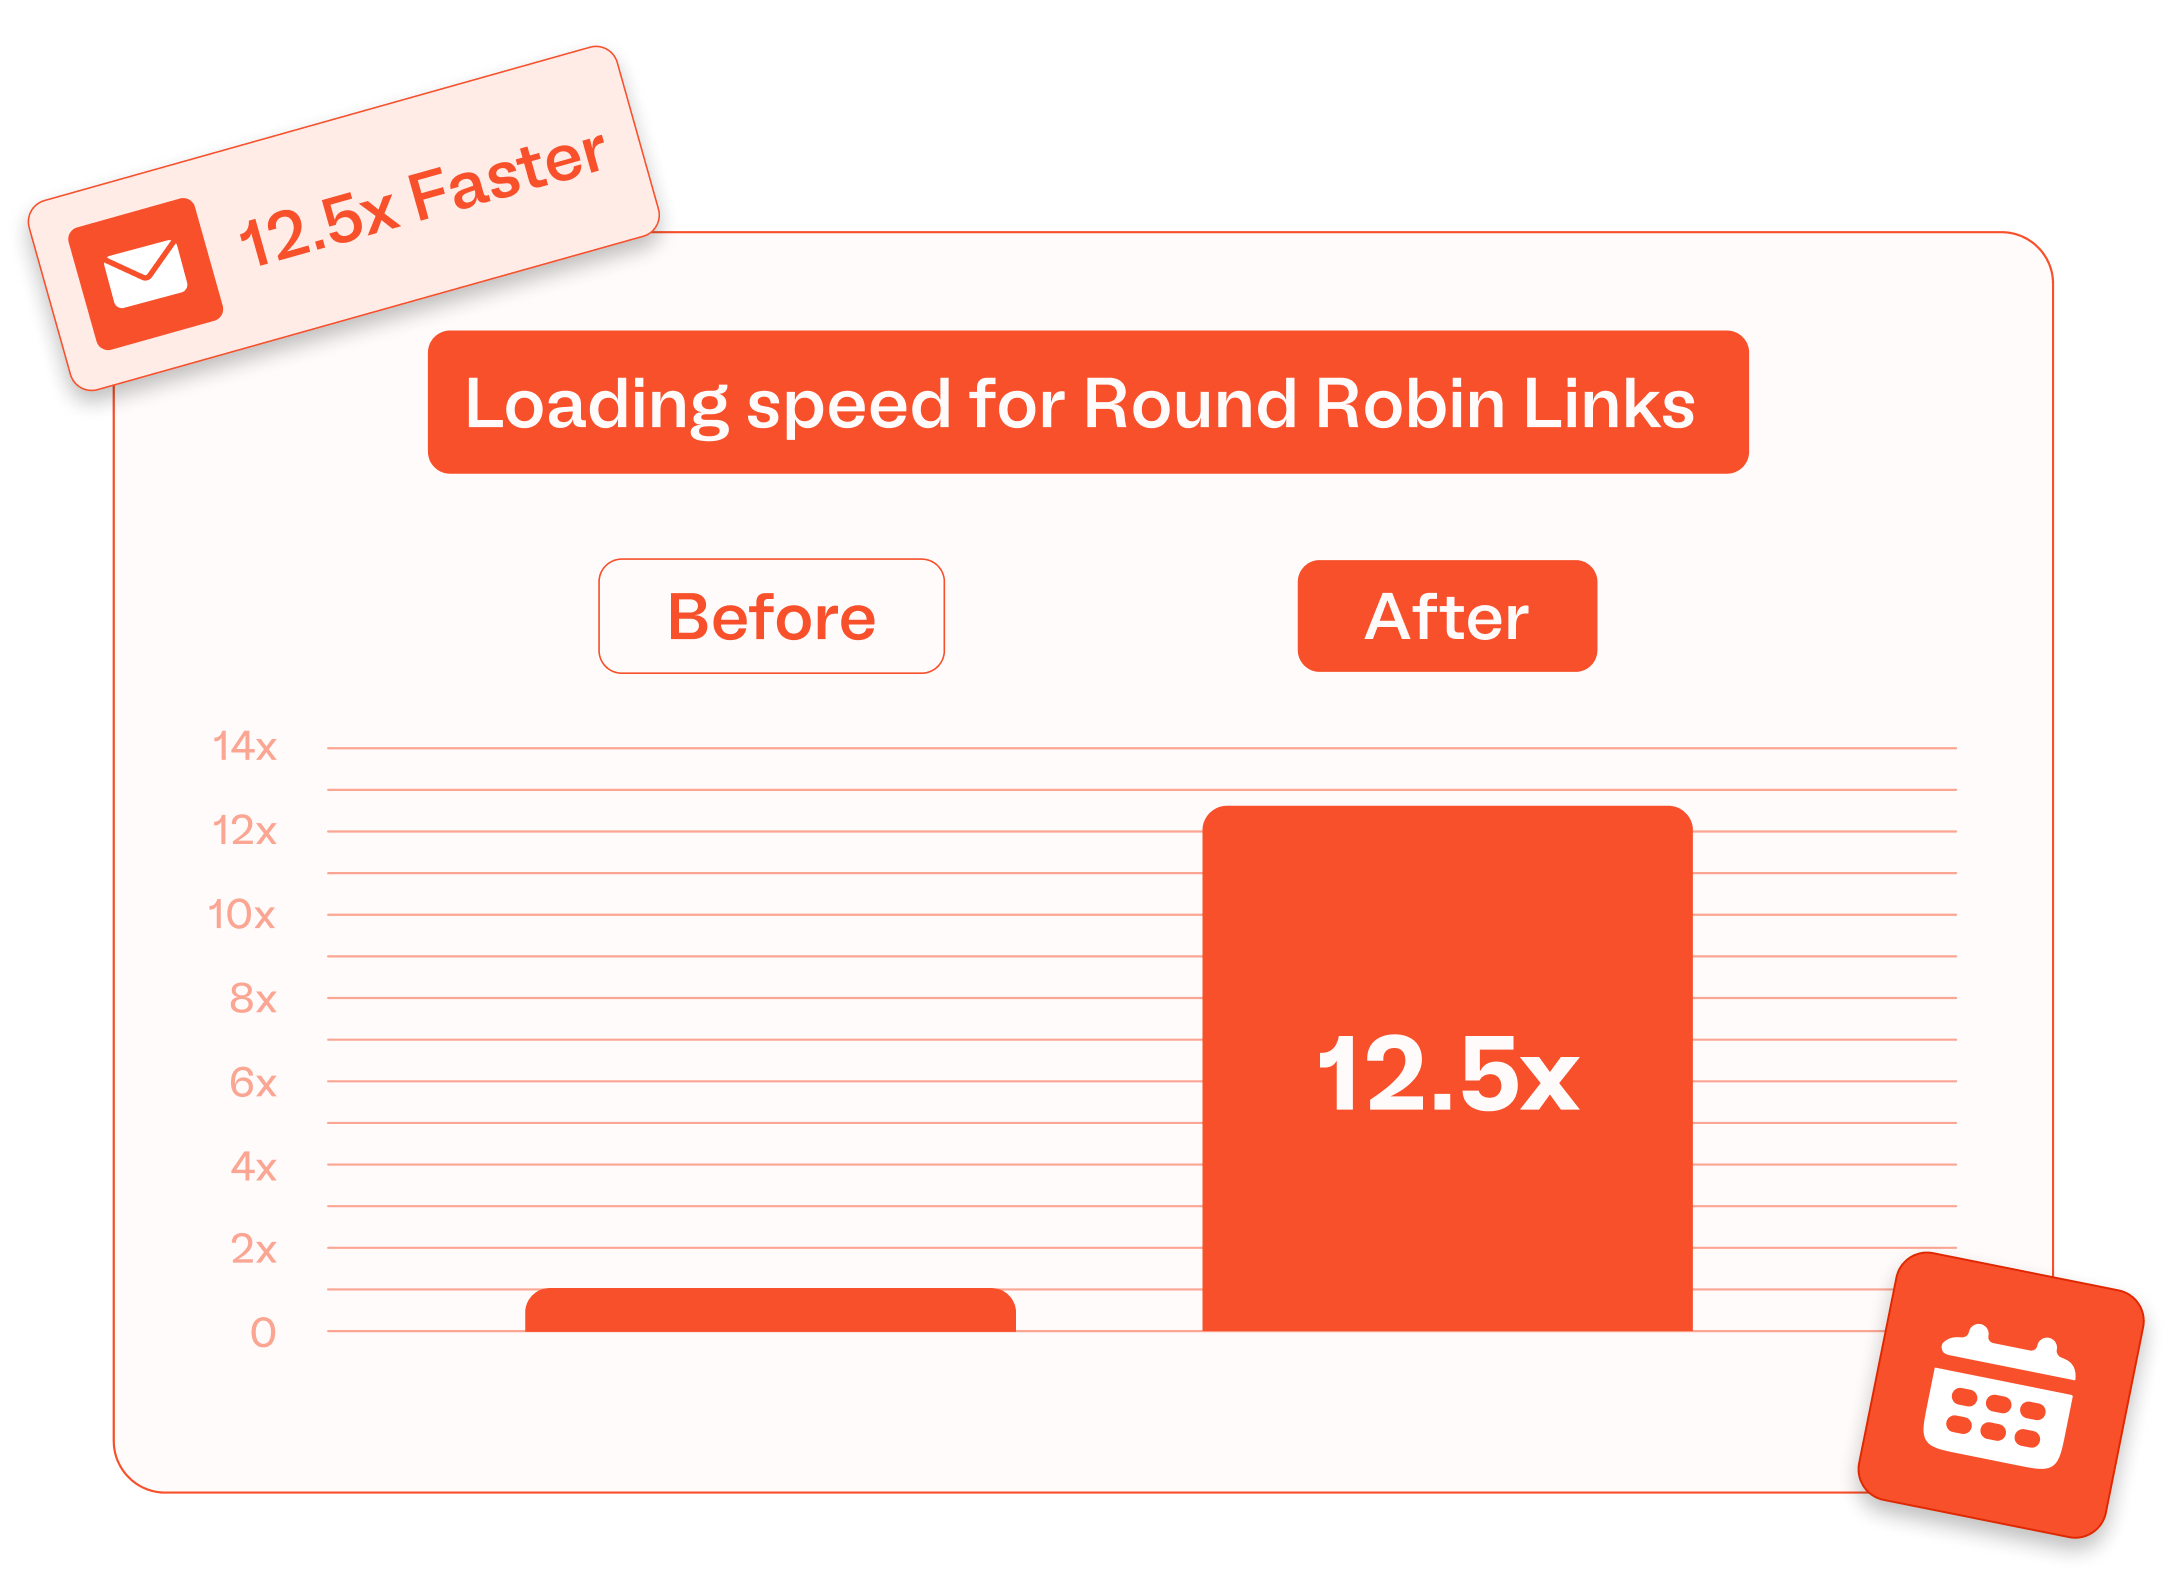 12.5x Faster
Loading speed for Round Robin Links
Before
After
14x
12x
10x
8x
6x
4x
2x
0
12.5x